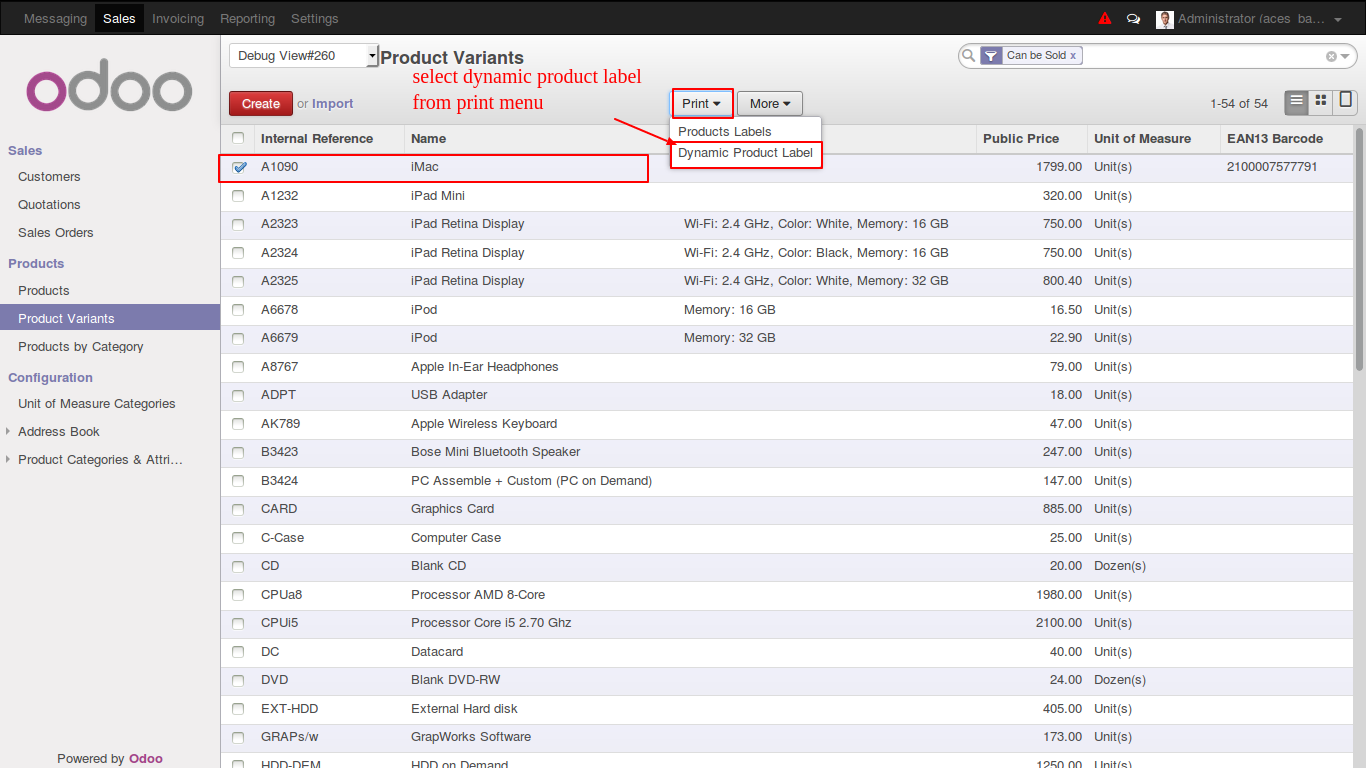 Messaging Sales Invoicing Reporting Settings Administrator (aces_ba...
odoo
Sales
Customers
Quotations
Sales Orders
Products
Products
Product Variants
Products by Category
Configuration
Unit of Measure Categories
Address Book
Product Categories & Attri...
Powered by Odoo
Debug View#260 Product Variants Can be Sold x
select dynamic product label
from print menu
Create or Import Print More 1-54 of 54
Products Labels
Dynamic Product Label
Internal Reference Name Public Price Unit of Measure EAN13 Barcode
A1090 iMac 1799.00 Unit(s) 2100007577791
A1232 iPad Mini 320.00 Unit(s)
A2323 iPad Retina Display Wi-Fi: 2.4 GHz, Color: White, Memory: 16 GB 750.00 Unit(s)
A2324 iPad Retina Display Wi-Fi: 2.4 GHz, Color: Black, Memory: 16 GB 750.00 Unit(s)
A2325 iPad Retina Display Wi-Fi: 2.4 GHz, Color: White, Memory: 32 GB 800.40 Unit(s)
A6678 iPod Memory: 16 GB 16.50 Unit(s)
A6679 iPod Memory: 32 GB 22.90 Unit(s)
A8767 Apple In-Ear Headphones 79.00 Unit(s)
ADPT USB Adapter 18.00 Unit(s)
AK789 Apple Wireless Keyboard 47.00 Unit(s)
B3423 Bose Mini Bluetooth Speaker 247.00 Unit(s)
B3424 PC Assemble + Custom (PC on Demand) 147.00 Unit(s)
CARD Graphics Card 885.00 Unit(s)
C-Case Computer Case 25.00 Unit(s)
CD Blank CD 20.00 Dozen(s)
CPUa8 Processor AMD 8-Core 1980.00 Unit(s)
CPUi5 Processor Core i5 2.70 Ghz 2100.00 Unit(s)
DC Datacard 40.00 Unit(s)
DVD Blank DVD-RW 24.00 Dozen(s)
EXT-HDD External Hard disk 405.00 Unit(s)
GRAPs/w GrapWorks Software 173.00 Unit(s)
HDD-DEM HDD on Demand 1250.00 Unit(s)